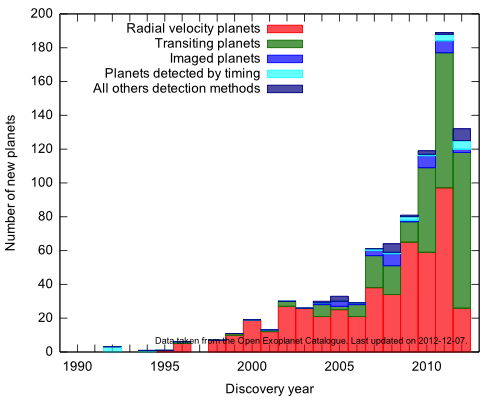 200
180
160
140
120
100
80
60
40
20
0
Number of new planets
Radial velocity planets
Transiting planets
Imaged planets
Planets detected by timing
All others detection methods
Data taken from the Open Exoplanet Catalogue. Last updated on 2012-12-07.
1990 1995 2000 2005 2010
Discovery year